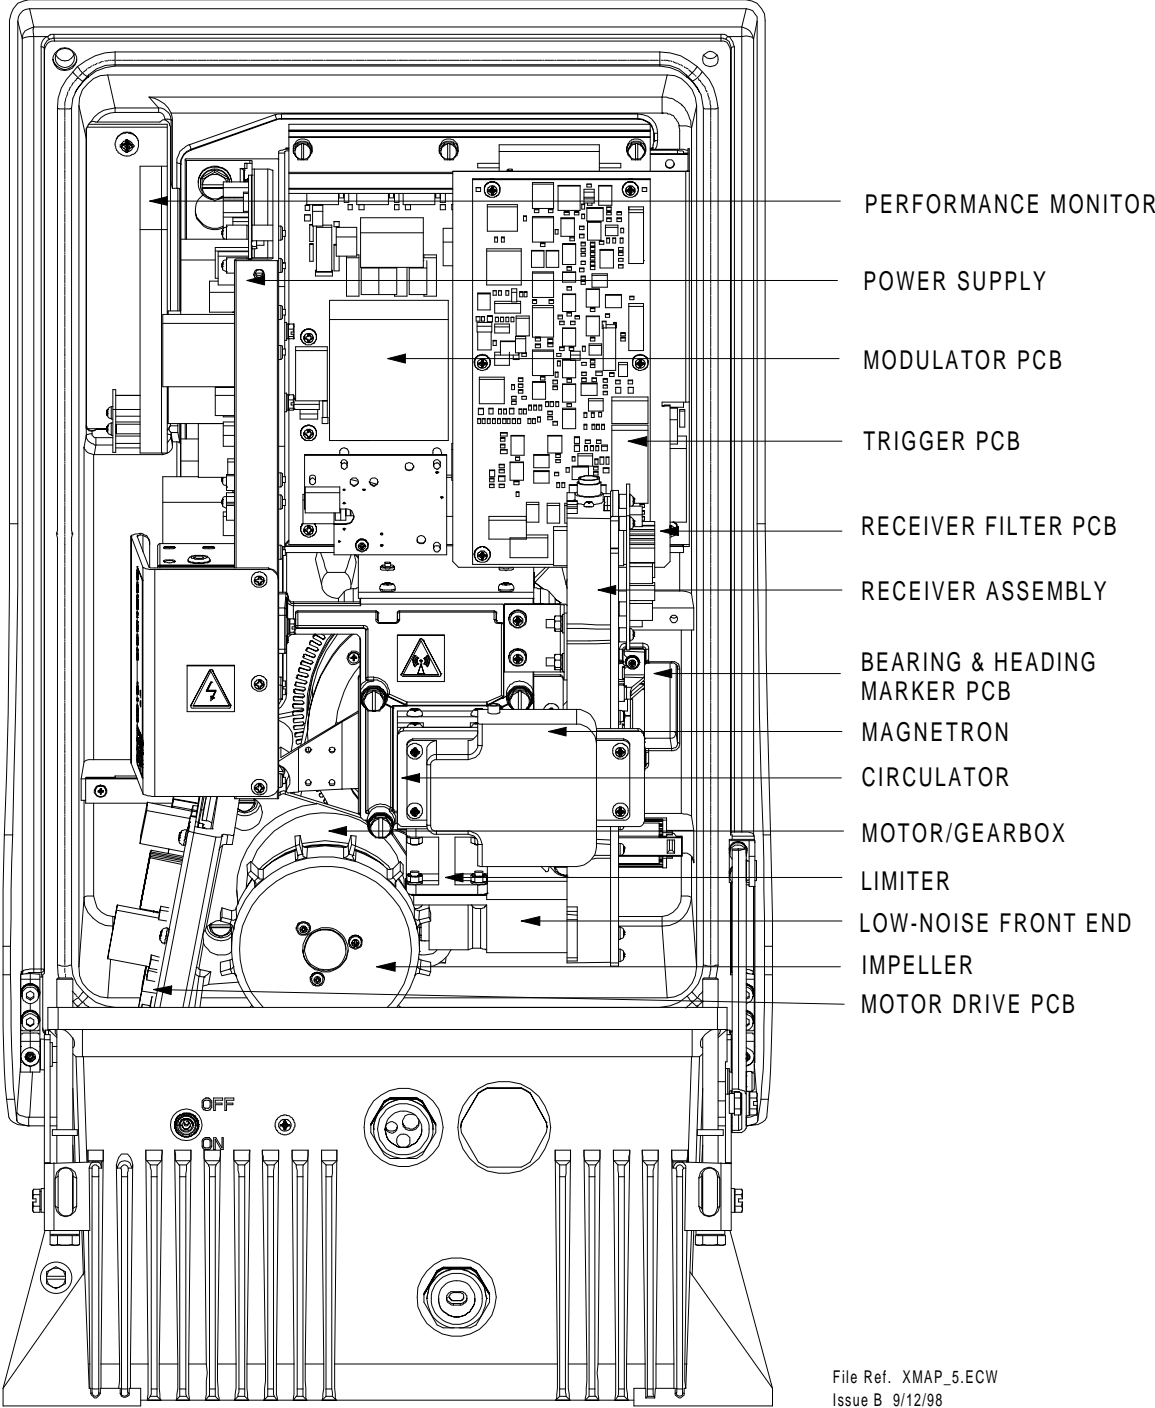 PERFORMANCE MONITOR
POWER SUPPLY
MODULATOR PCB
TRIGGER PCB
RECEIVER FILTER PCB
RECEIVER ASSEMBLY
BEARING & HEADING
MARKER PCB
MAGNETRON
CIRCULATOR
MOTOR/GEARBOX
LIMITER
LOW-NOISE FRONT END
IMPELLER
MOTOR DRIVE PCB
OFF
ON
File Ref. XMAP_5.ECW
Issue B 9/12/98